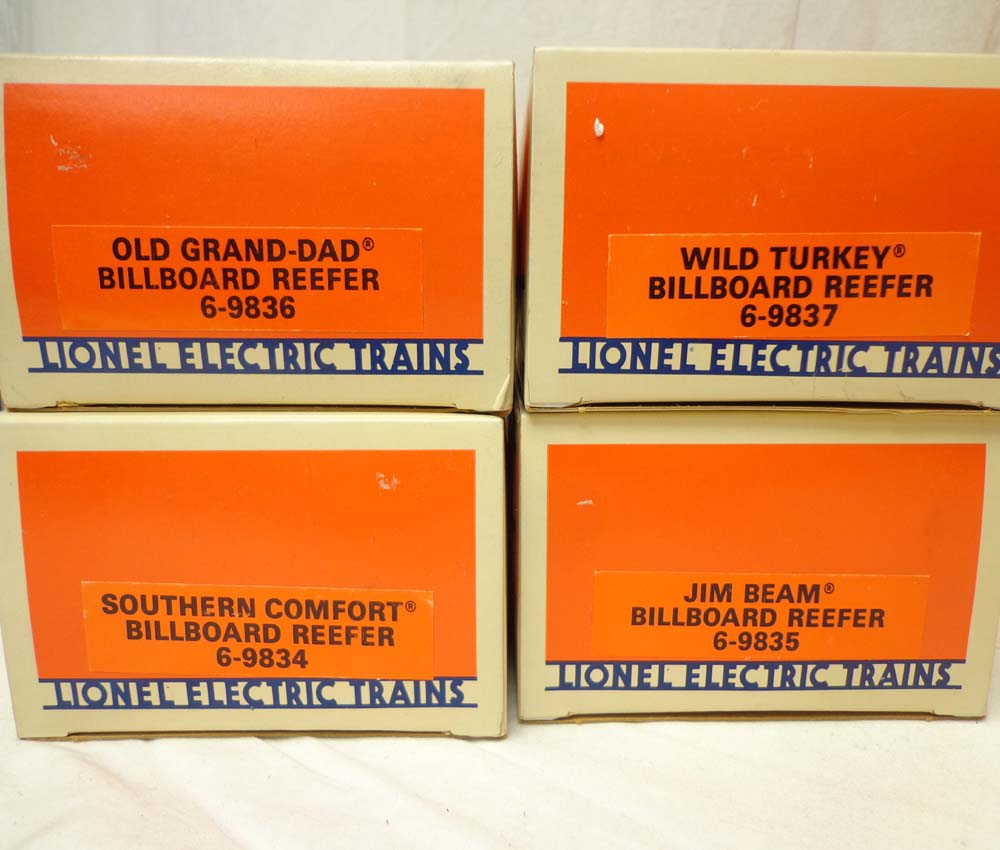 OLD GRAND-DAD®
BILLBOARD REEFER
6-9836
LIONEL ELECTRIC TRAINS
WILD TURKEY®
BILLBOARD REEFER
6-9837
LIONEL ELECTRIC TRAINS
SOUTHERN COMFORT®
BILLBOARD REEFER
6-9834
LIONEL ELECTRIC TRAINS
JIM BEAM®
BILLBOARD REEFER
6-9835
LIONEL ELECTRIC TRAINS